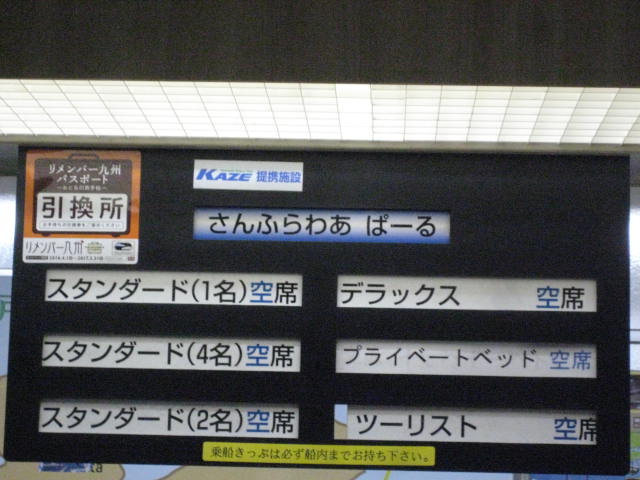 リメンバー九州
パスポート
引換所
リメンバー九州
KAZE 提携施設
さんふらわあ ぱーる
スタンダード(1名)空席
デラックス 空席
スタンダード(4名)空席
プライベートベッド 空席
スタンダード(2名)空席
ツーリスト 空席
乗船きっぷは必ず船内までお持ち下さい。